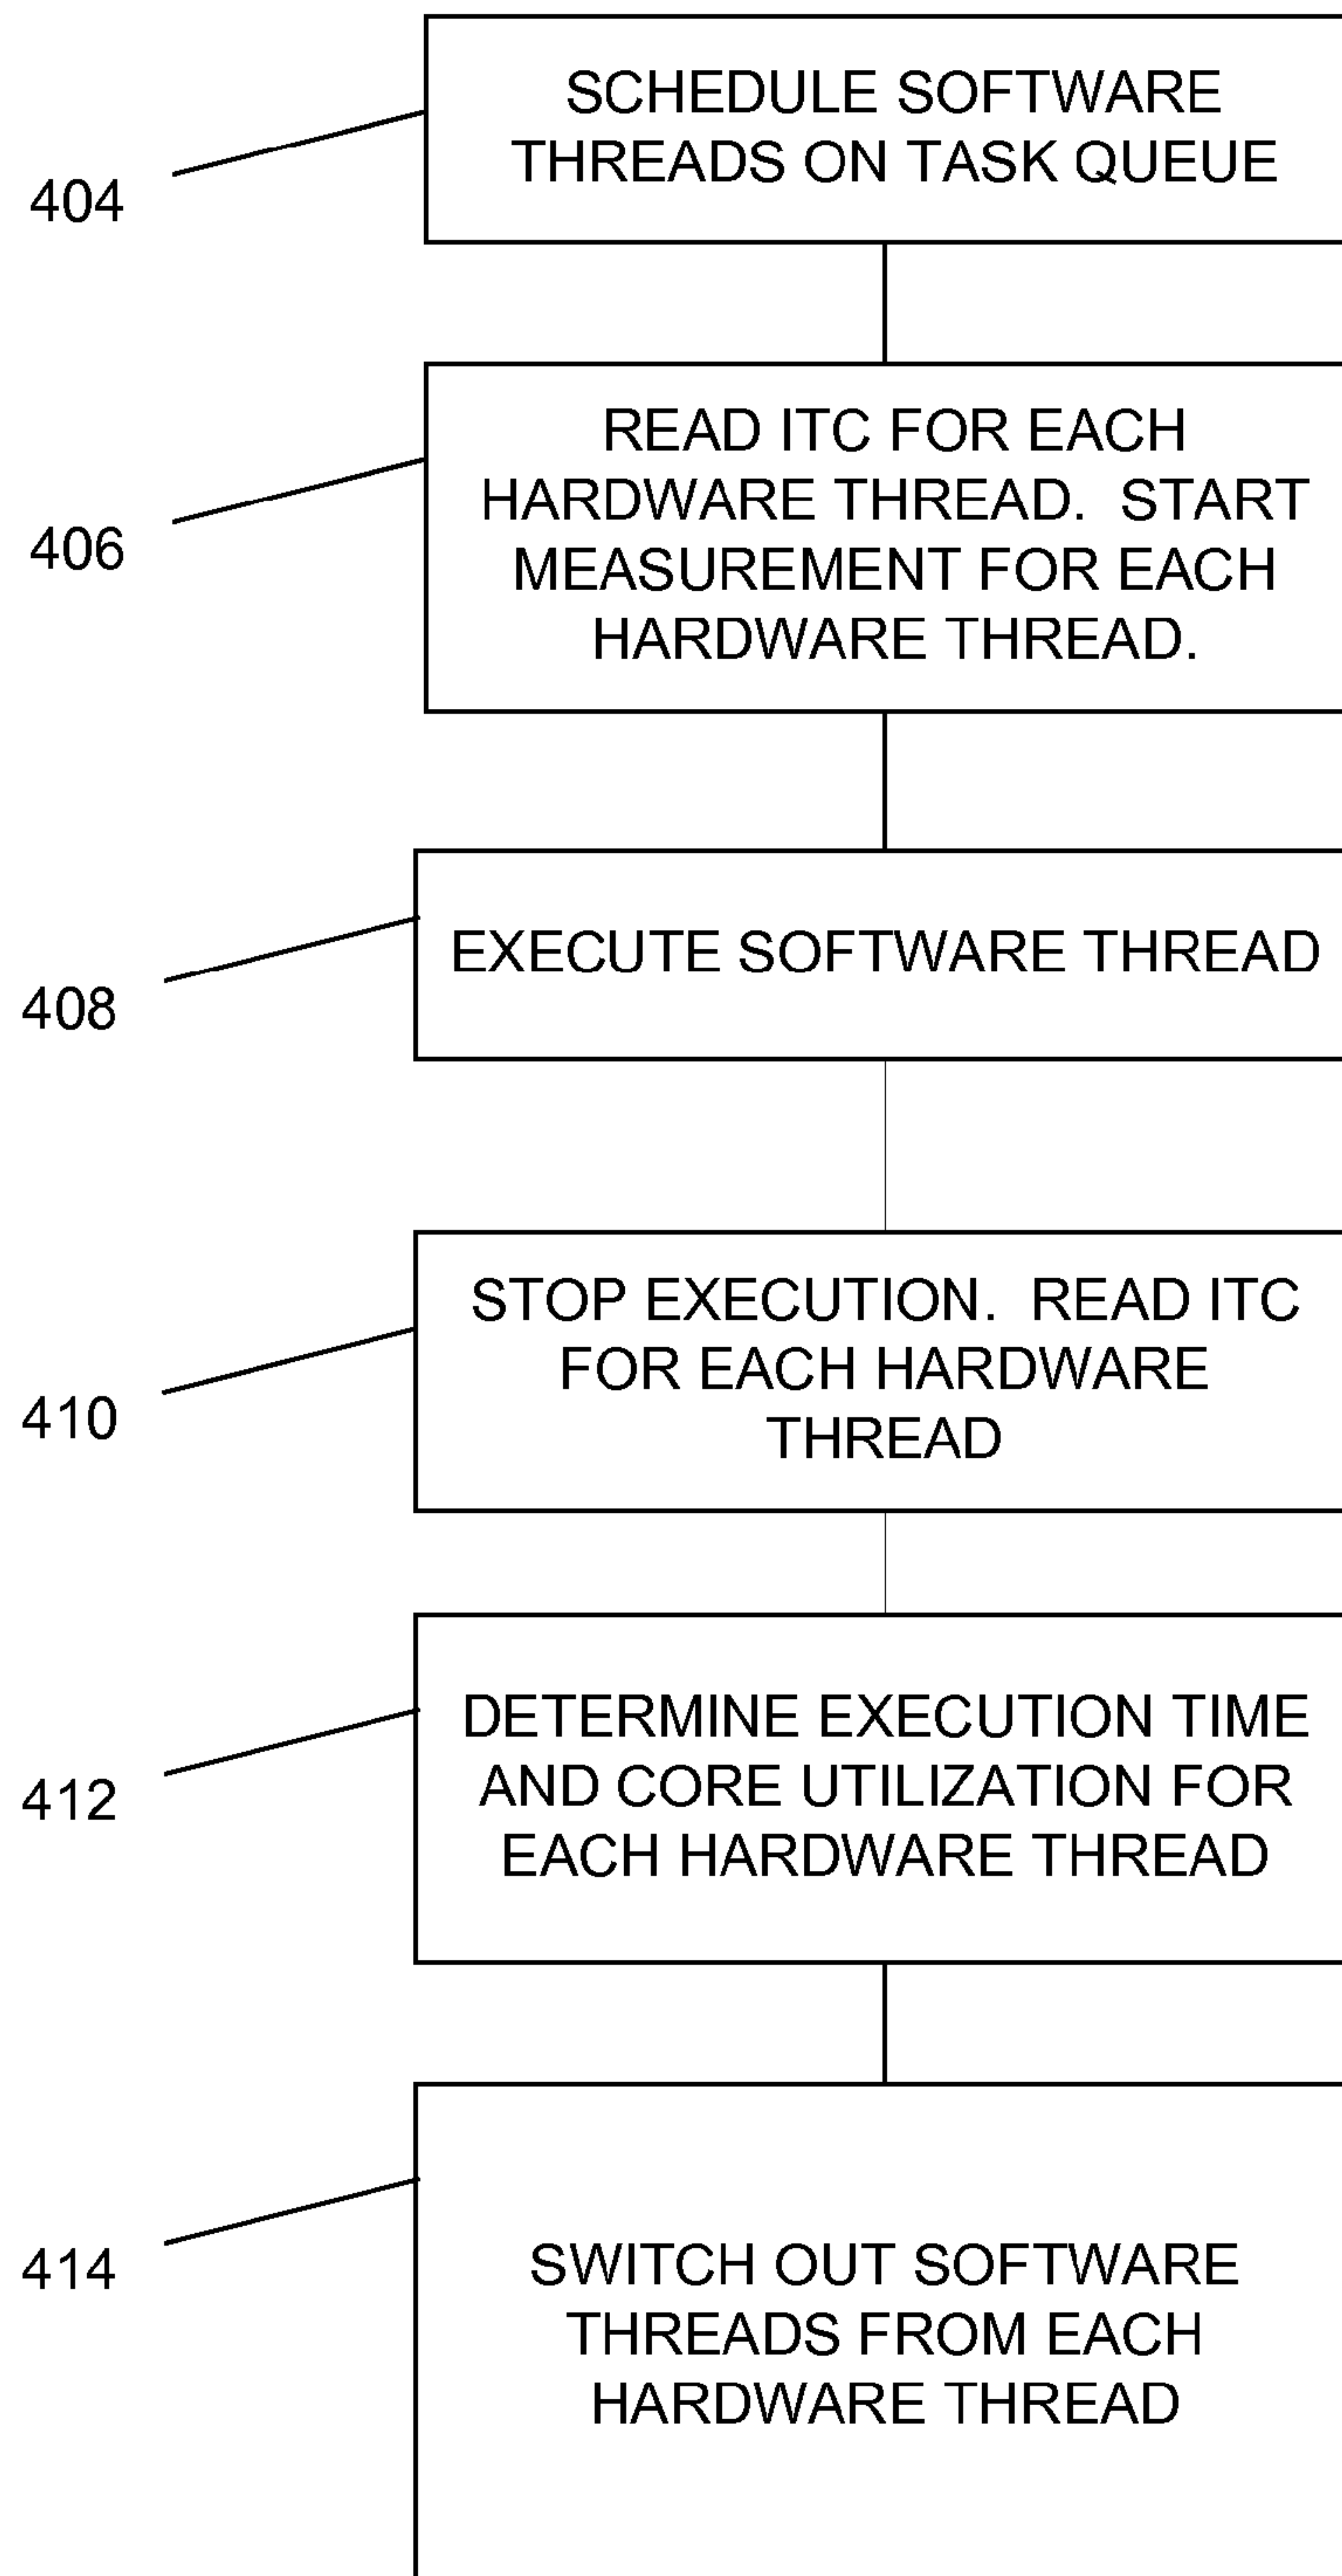 SCHEDULE SOFTWARE
THREADS ON TASK QUEUE
404
READ ITC FOR EACH
HARDWARE THREAD. START
MEASUREMENT FOR EACH
HARDWARE THREAD.
406
EXECUTE SOFTWARE THREAD
408
STOP EXECUTION. READ ITC
FOR EACH HARDWARE
THREAD
410
DETERMINE EXECUTION TIME
AND CORE UTILIZATION FOR
EACH HARDWARE THREAD
412
SWITCH OUT SOFTWARE
THREADS FROM EACH
HARDWARE THREAD
414